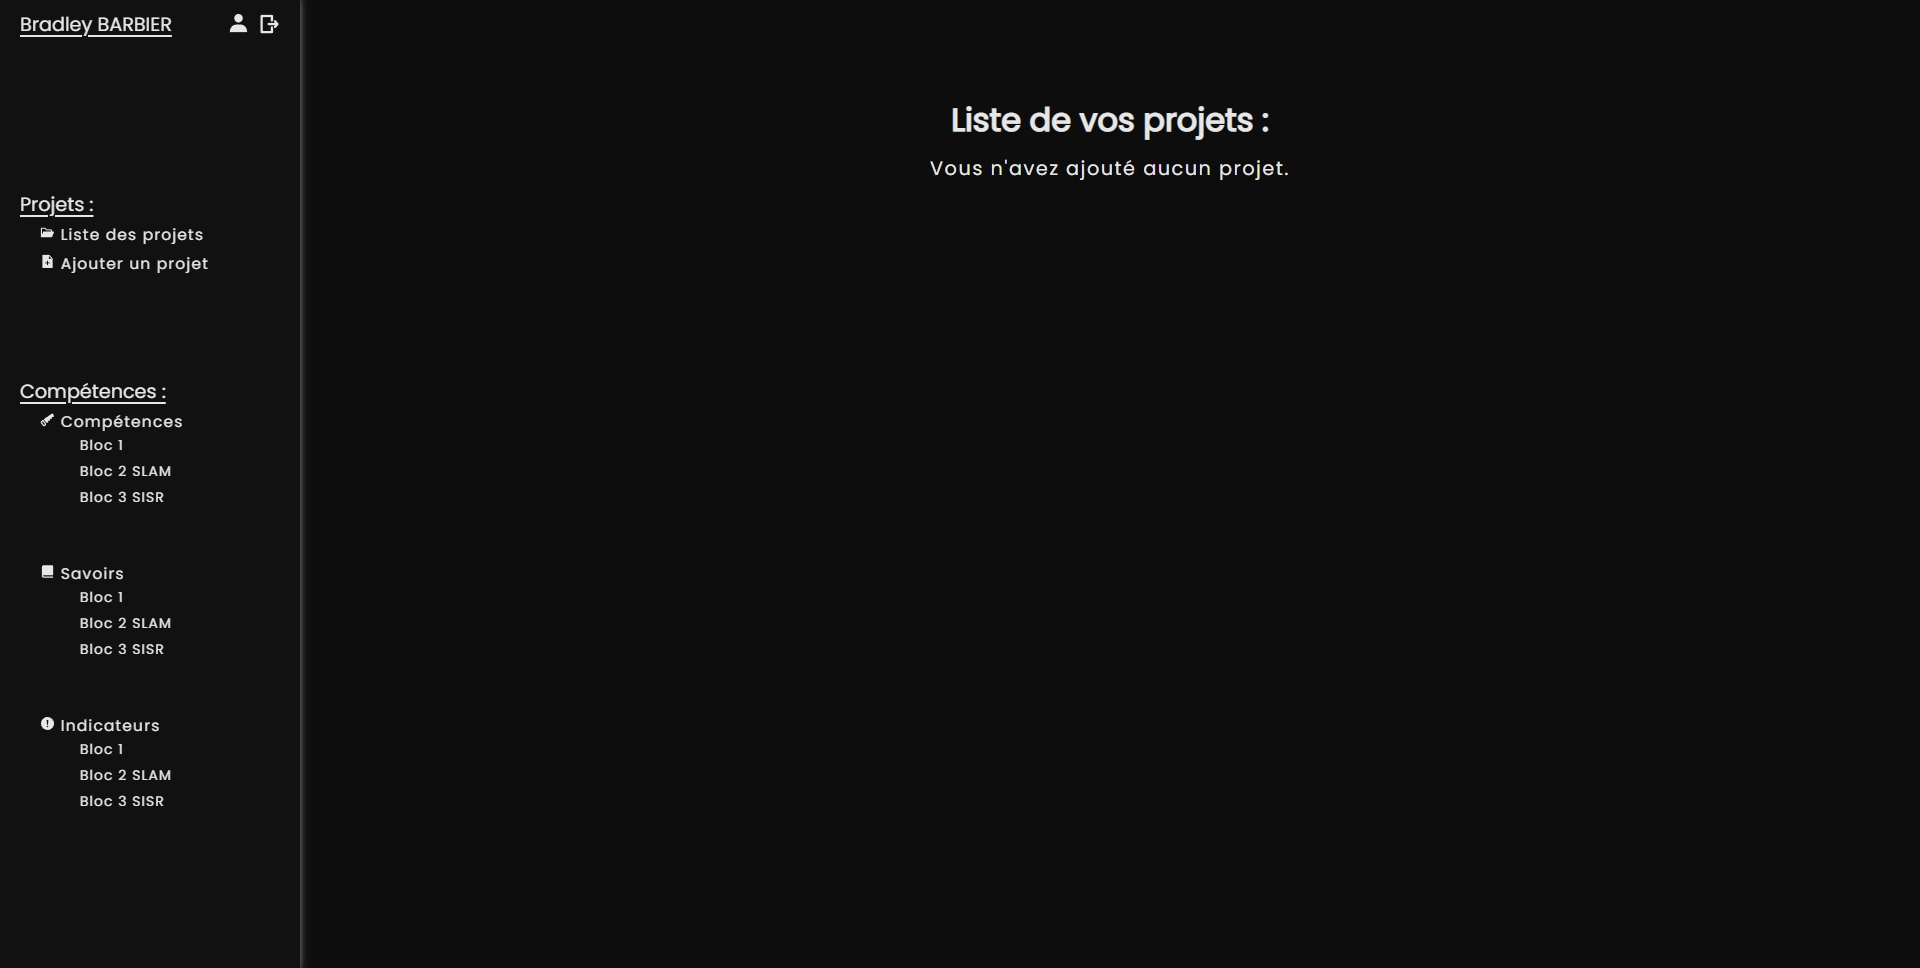 Bradley BARBIER
Projets :
Liste des projets
Ajouter un projet
Compétences :
Compétences
Bloc 1
Bloc 2 SLAM
Bloc 3 SISR
Savoirs
Bloc 1
Bloc 2 SLAM
Bloc 3 SISR
Indicateurs
Bloc 1
Bloc 2 SLAM
Bloc 3 SISR
Liste de vos projets :
Vous n'avez ajouté aucun projet.